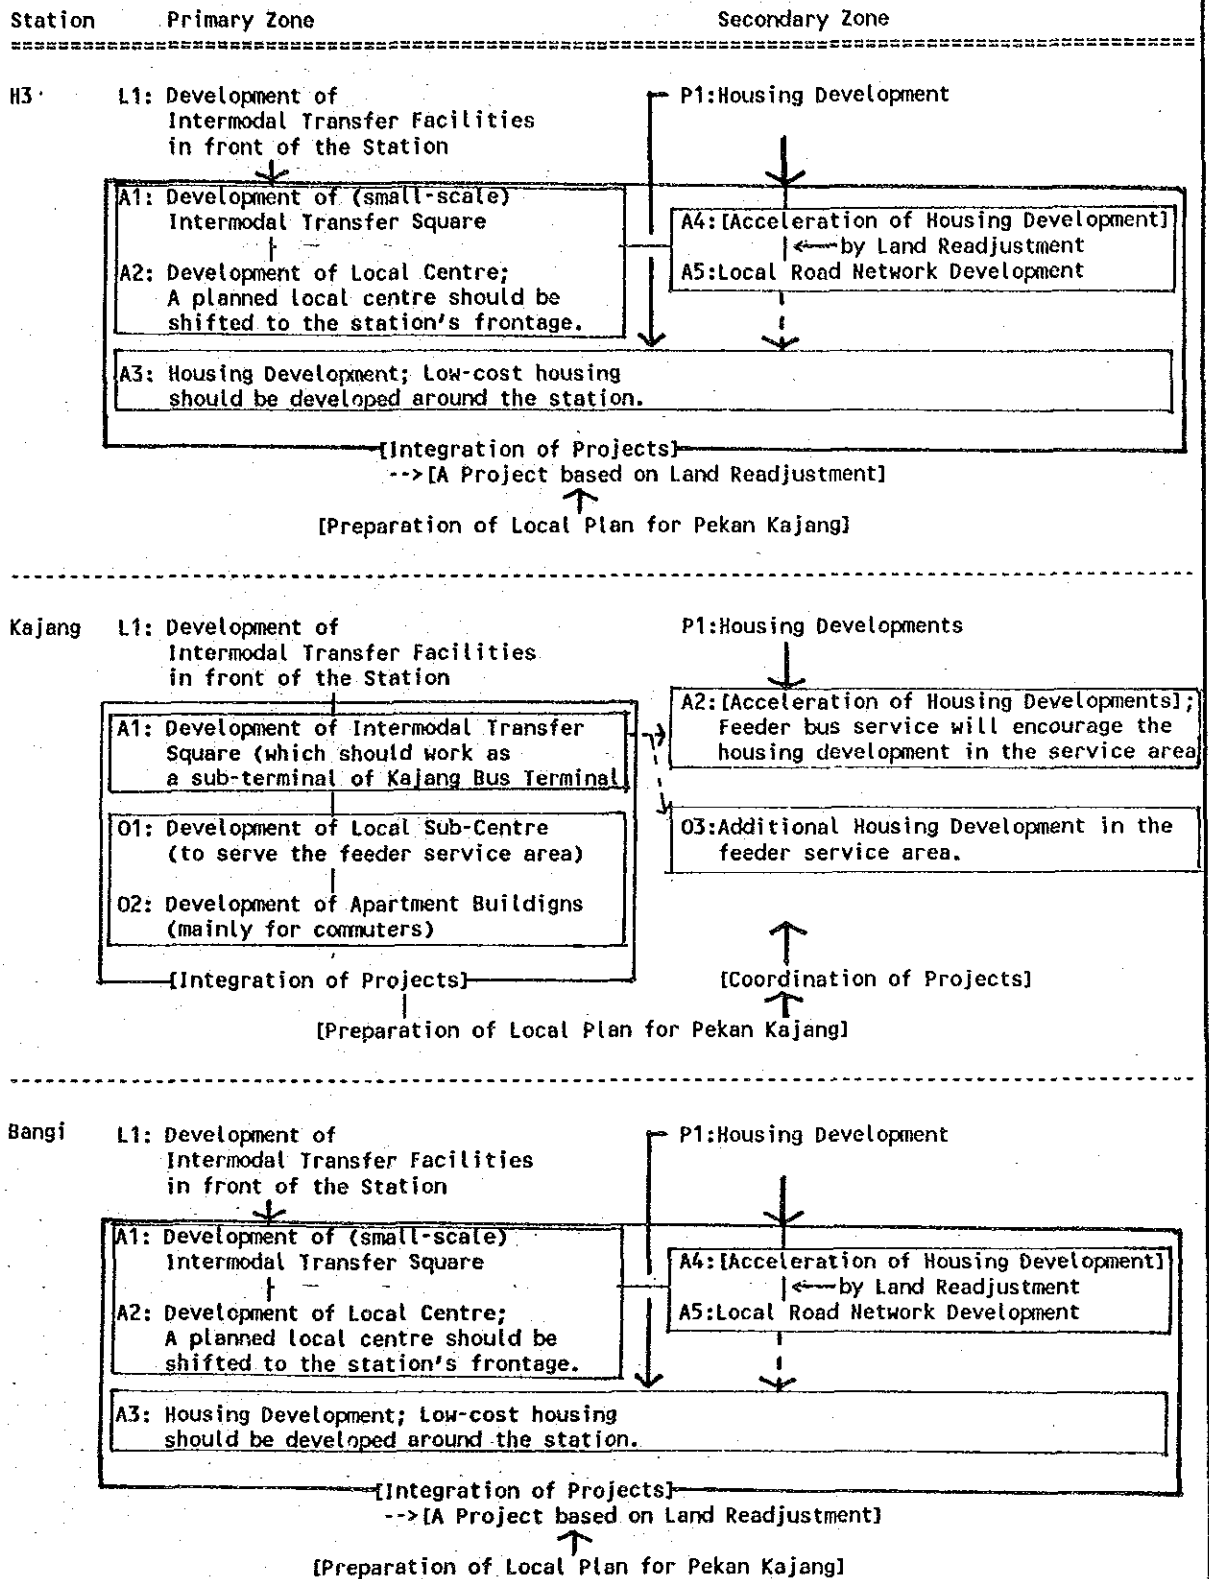 Station Primary Zone Secondary Zone
H3 L1: Development of P1:Housing Development
Intermodal Transfer Facilities
in front of the Station
A1: Development of (small-scale)
Intermodal Transfer Square
A4:[Acceleration of Housing Development]
<---by Land Readjustment
A2: Development of Local Centre; A5:Local Road Network Development
A planned local centre should be
shifted to the station's frontage.
A3: Housing Development; Low-cost housing
should be developed around the station.
[Integration of Projects]
-->[A Project based on Land Readjustment]
[Preparation of Local Plan for Pekan Kajang]
Kajang L1: Development of P1:Housing Developments
Intermodal Transfer Facilities
in front of the Station
A1: Development of Intermodal Transfer
Square (which should work as
a sub-terminal of Kajang Bus Terminal
A2:[Acceleration of Housing Developments];
Feeder bus service will encourage the
housing development in the service area
O1: Development of Local Sub-Centre O3:Additional Housing Development in the
(to serve the feeder service area) feeder service area.
O2: Development of Apartment Buildigns
(mainly for commuters)
[Integration of Projects] [Coordination of Projects]
[Preparation of Local Plan for Pekan Kajang]
Bangi L1: Development of P1:Housing Development
Intermodal Transfer Facilities
in front of the Station
A1: Development of (small-scale)
Intermodal Transfer Square
A4:[Acceleration of Housing Development]
<---by Land Readjustment
A2: Development of Local Centre; A5:Local Road Network Development
A planned local centre should be
shifted to the station's frontage.
A3: Housing Development; Low-cost housing
should be developed around the station.
[Integration of Projects]
-->[A Project based on Land Readjustment]
[Preparation of Local Plan for Pekan Kajang]